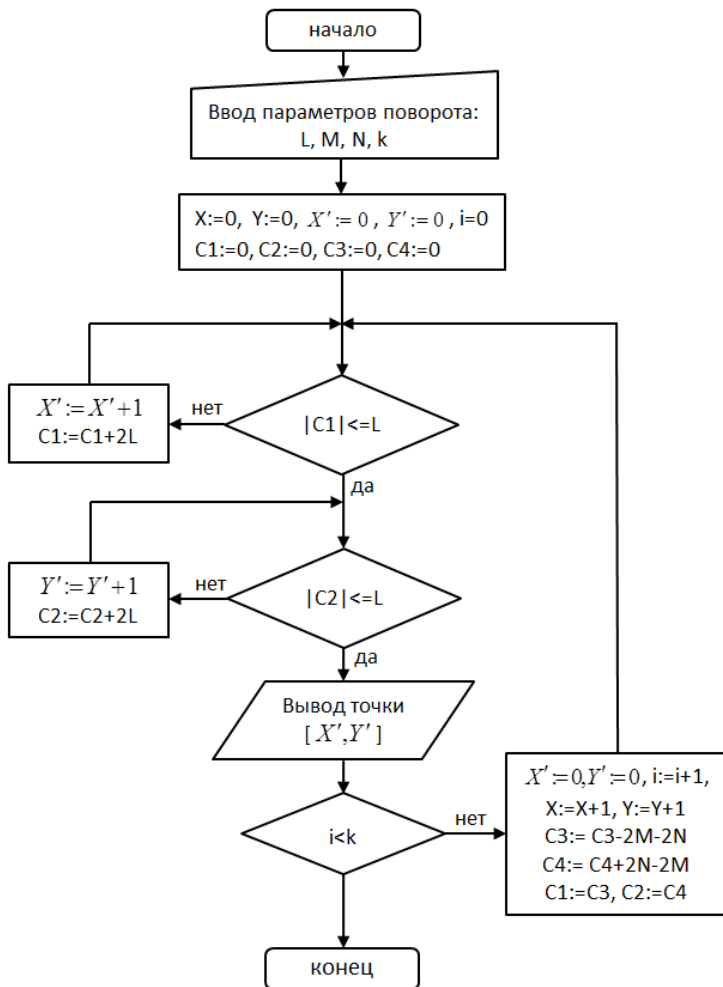 начало
Ввод параметров поворота:
L, M, N, k
X:=0, Y:=0, X′:=0, Y′:=0, i=0
C1:=0, C2:=0, C3:=0, C4:=0
X′:=X′+1
C1:=C1+2L
нет
|C1|<=L
да
Y′:=Y′+1
C2:=C2+2L
нет
|C2|<=L
да
Вывод точки
[ X′,Y′ ]
i<k
нет
X′:=0,Y′:=0, i:=i+1,
X:=X+1, Y:=Y+1
C3:= C3-2M-2N
C4:= C4+2N-2M
C1:=C3, C2:=C4
конец